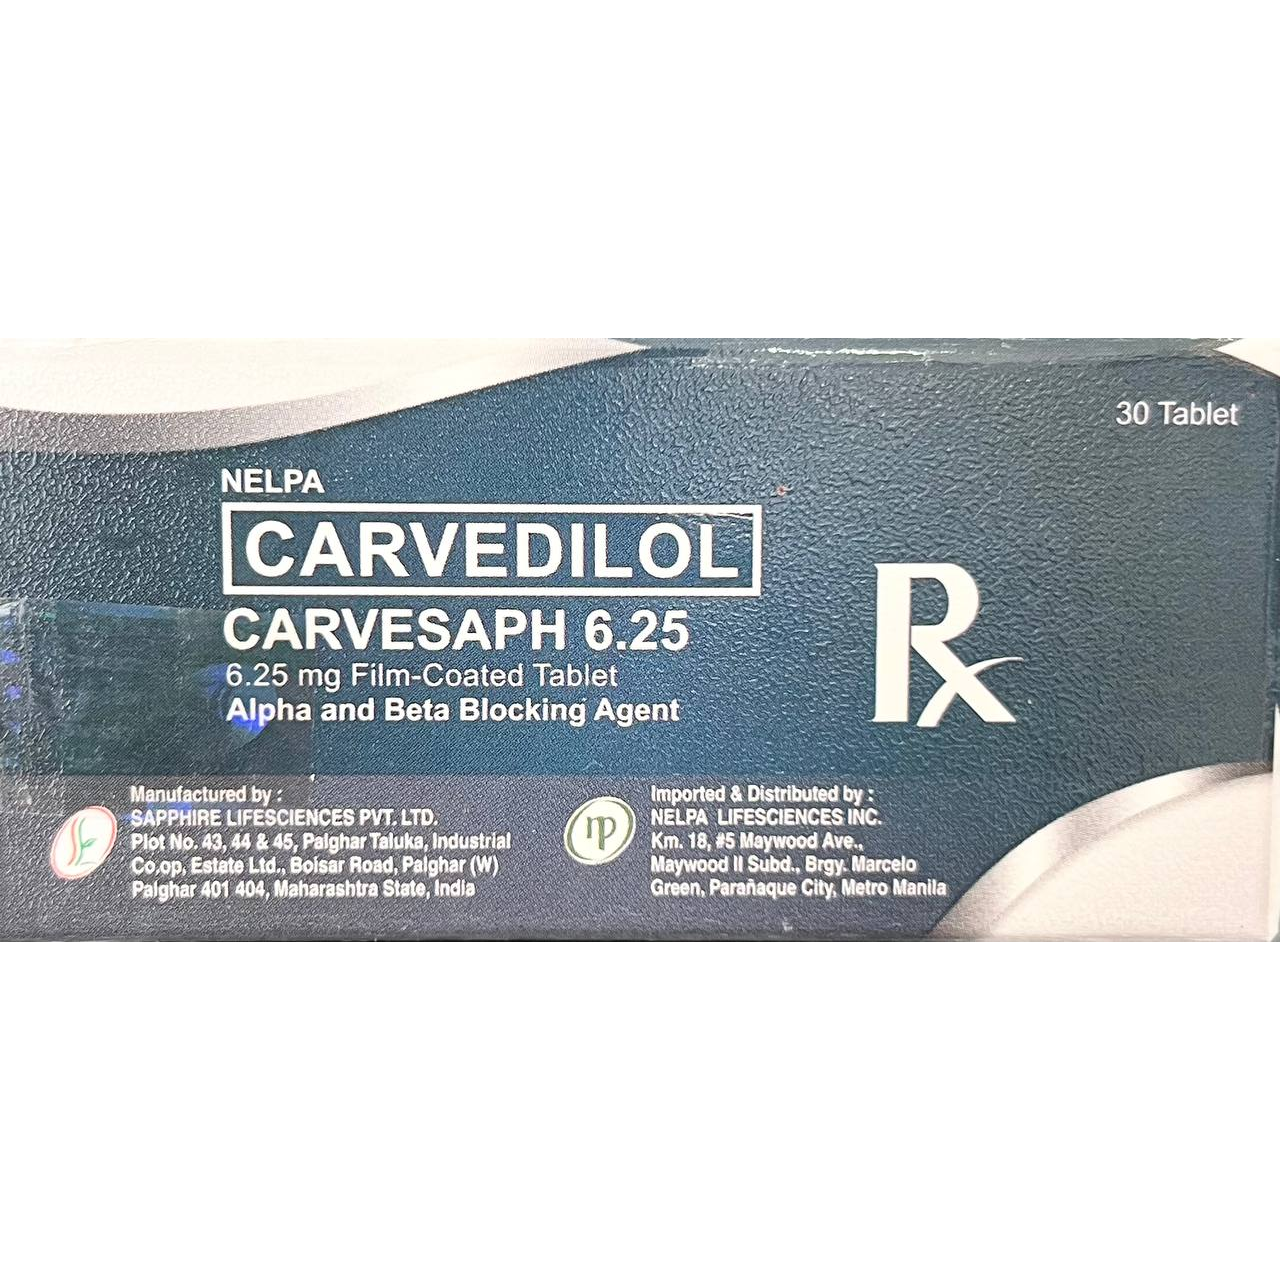 30 Tablet
NELPA
CARVEDILOL
CARVESAPH 6.25
6.25 mg Film-Coated Tablet
Alpha and Beta Blocking Agent
Rx
Manufactured by :
SAPPHIRE LIFESCIENCES PVT. LTD.
Plot No. 43, 44 & 45, Palghar Taluka, Industrial
Co,op, Estate Ltd., Bolsar Road, Palghar (W)
Palghar 401 404, Maharashtra State, India
np
Imported & Distributed by :
NELPA LIFESCIENCES INC.
Km. 18, #5 Maywood Ave.,
Maywood II Subd., Brgy. Marcelo
Green, Parañaque City, Metro Manila